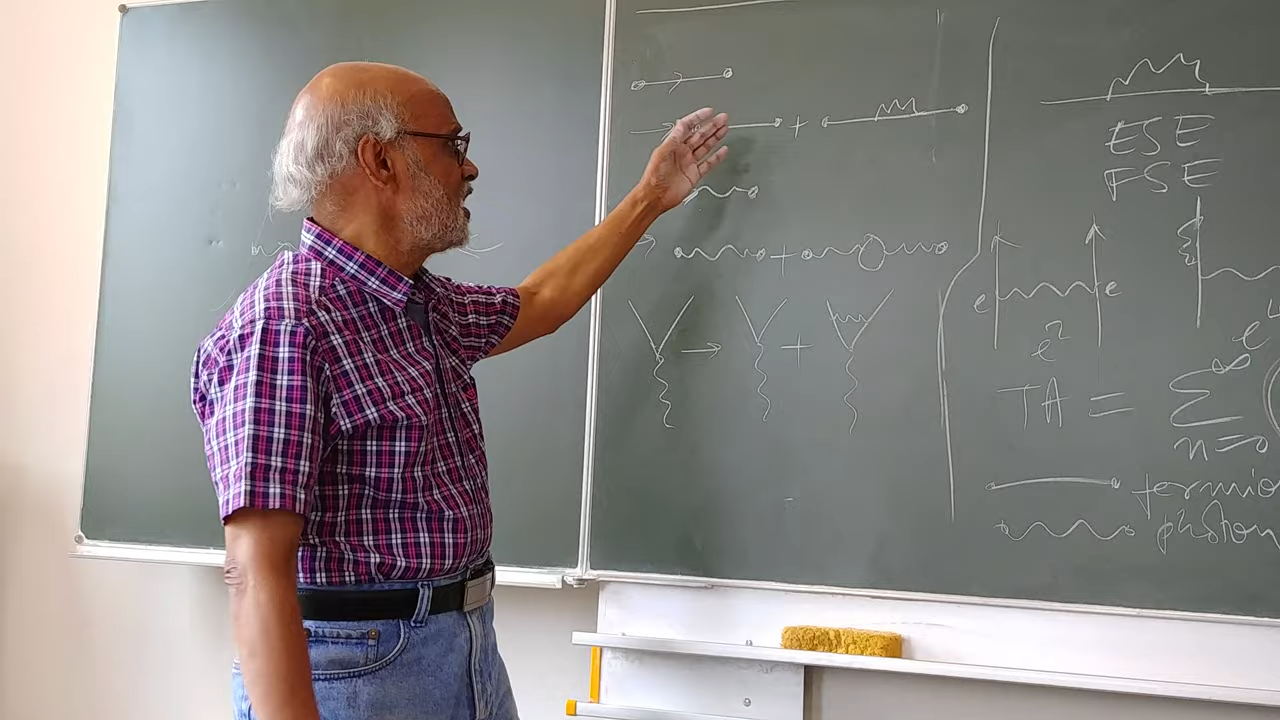 ESE
FSE
e e
e²
TA = ∑ n=0 ∞
fermio
photon